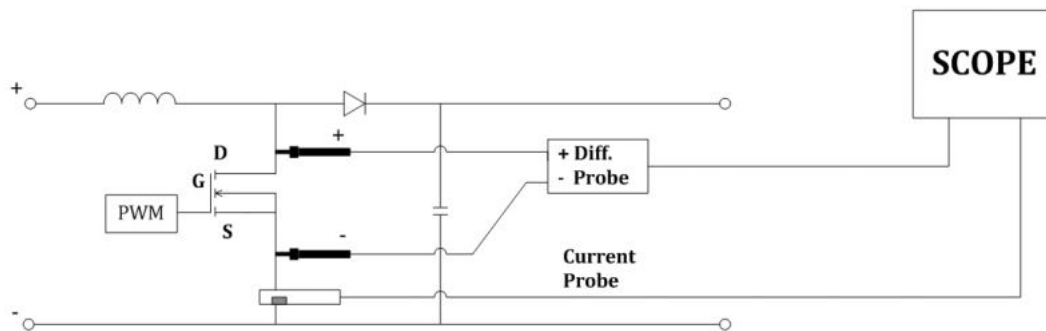 SCOPE
+
+
D
+ Diff.
- Probe
G
PWM
S
-
Current
Probe
-